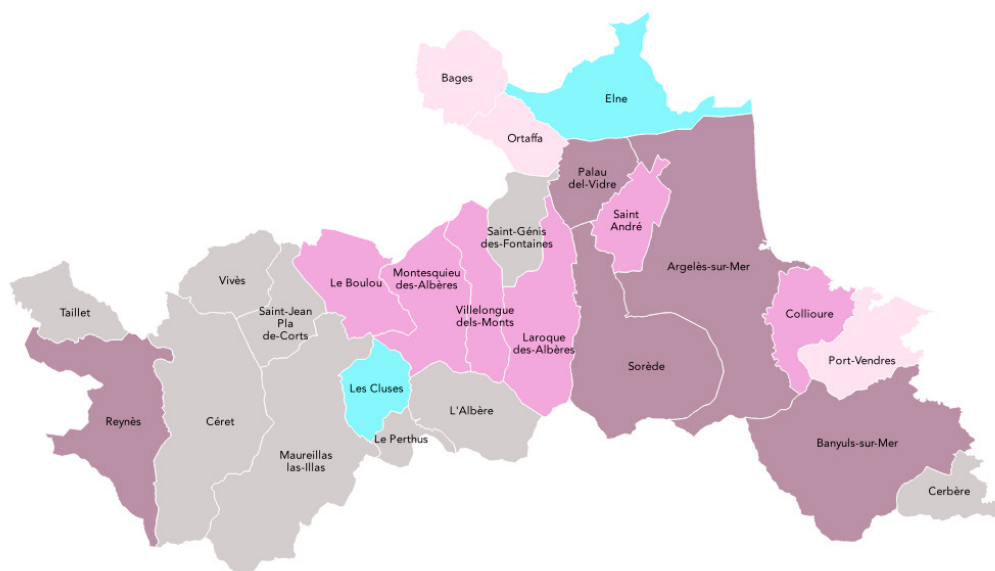 Bages
Elne
Ortaffa
Palau
del-Vidre
Saint
André
Saint-Génis
des-Fontaines
Argelès-sur-Mer
Vivès
Le Boulou
Montesquieu
des-Albères
Taillet
Saint-Jean
Pla
de-Corts
Villelongue
dels-Monts
Collioure
Laroque
des-Albères
Port-Vendres
Sorède
Les Cluses
L'Albère
Reynès
Céret
Le Perthus
Banyuls-sur-Mer
Maureillas
las-Illas
Cerbère